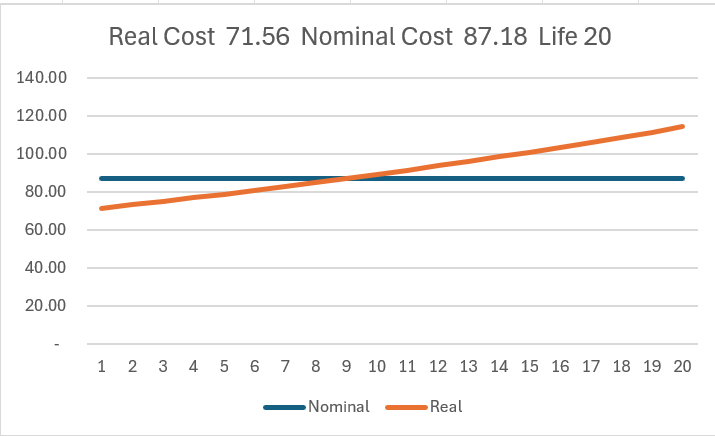 Real Cost  71.56  Nominal Cost  87.18  Life 20
140.00
120.00
100.00
80.00
60.00
40.00
20.00
-
1 2 3 4 5 6 7 8 9 10 11 12 13 14 15 16 17 18 19 20
Nominal Real